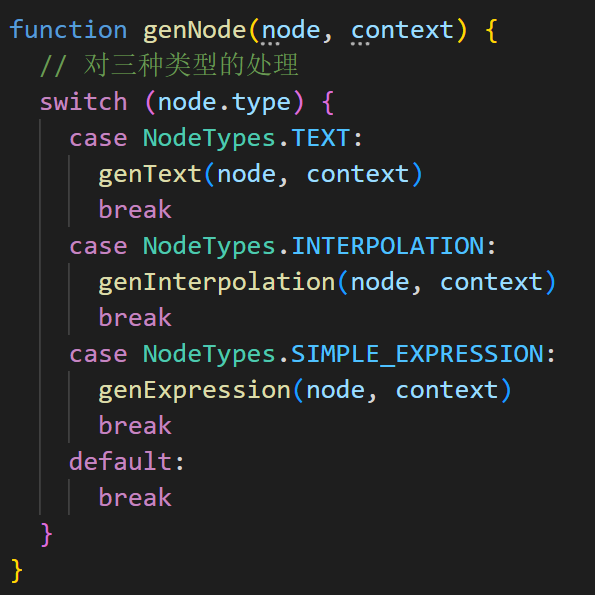 function genNode(node, context) {
  // 对三种类型的处理
  switch (node.type) {
    case NodeTypes.TEXT:
      genText(node, context)
      break
    case NodeTypes.INTERPOLATION:
      genInterpolation(node, context)
      break
    case NodeTypes.SIMPLE_EXPRESSION:
      genExpression(node, context)
      break
    default:
      break
  }
}